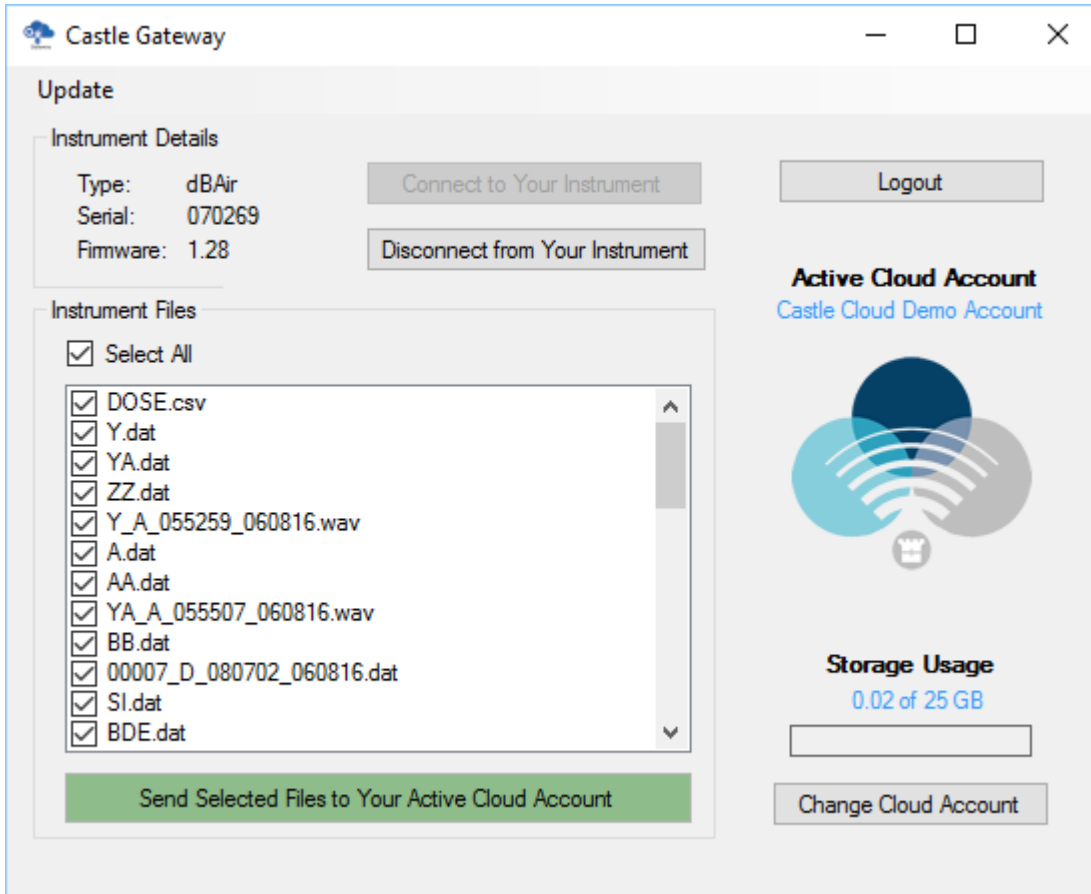 Castle Gateway
Update
Instrument Details
Type: dBAir
Serial: 070269
Firmware: 1.28
Connect to Your Instrument
Disconnect from Your Instrument
Logout
Active Cloud Account
Castle Cloud Demo Account
Instrument Files
Select All
DOSE.csv
Y.dat
YA.dat
ZZ.dat
Y_A_055259_060816.wav
A.dat
AA.dat
YA_A_055507_060816.wav
BB.dat
00007_D_080702_060816.dat
SI.dat
BDE.dat
Send Selected Files to Your Active Cloud Account
Storage Usage
0.02 of 25 GB
Change Cloud Account